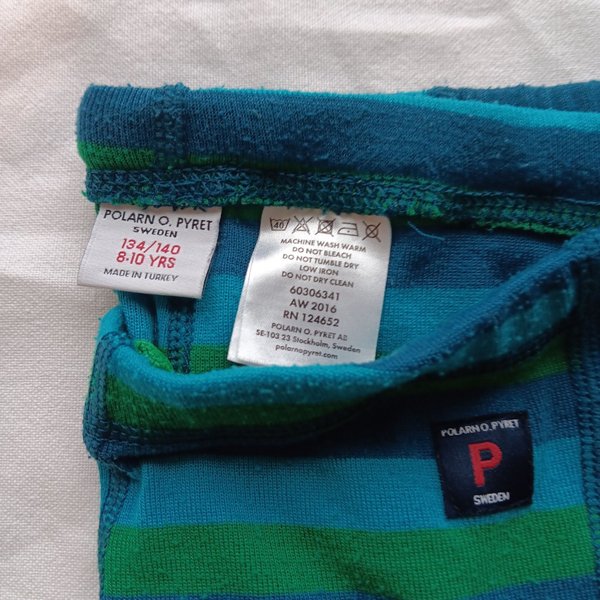 POLARN O. PYRET
SWEDEN
134/140
8-10 YRS
MADE IN TURKEY
40
MACHINE WASH WARM
DO NOT BLEACH
DO NOT TUMBLE DRY
LOW IRON
DO NOT DRY CLEAN
60306341
AW 2016
RN 124652
POLARN O. PYRET AB
SE-103 23 Stockholm, Sweden
polarnopyret.com
POLARN O. PYRET
P
SWEDEN